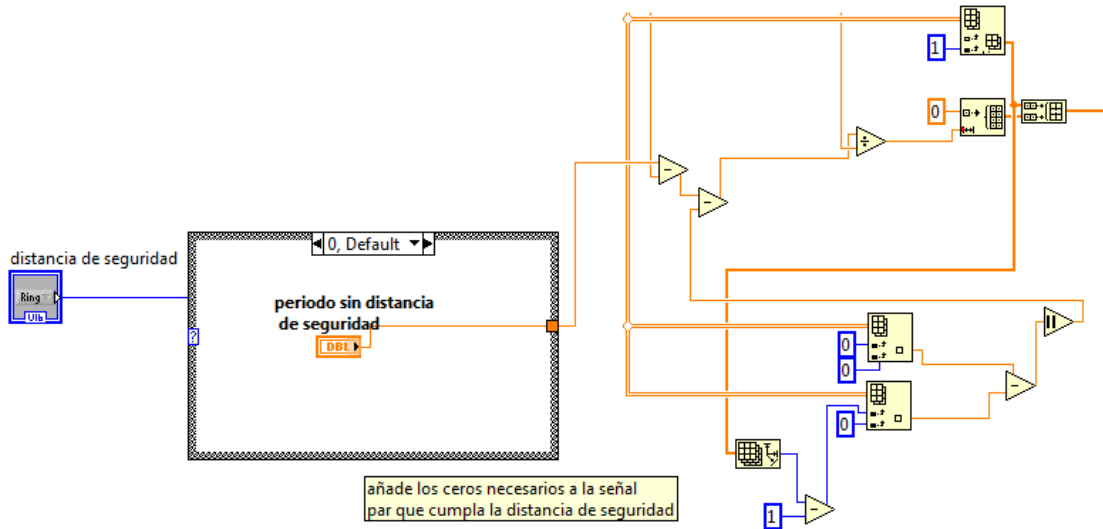 1
0
0, Default
distancia de seguridad
Ring
U16
periodo sin distancia
de seguridad
DBL
?
0
0
0
1
añade los ceros necesarios a la señal
par que cumpla la distancia de seguridad